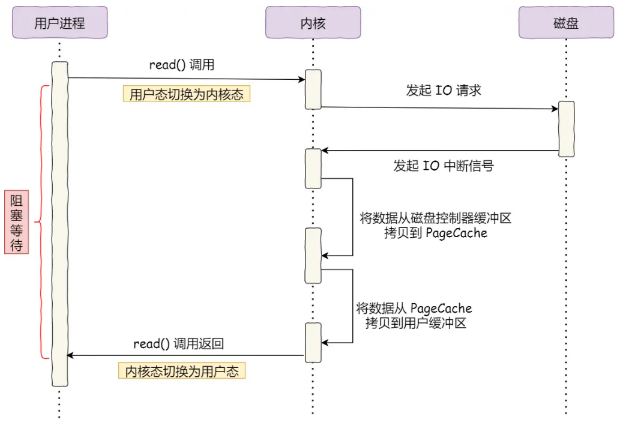 用户进程
内核
磁盘
read() 调用
用户态切换为内核态
发起 IO 请求
发起 IO 中断信号
阻
塞
等
待
将数据从磁盘控制器缓冲区
拷贝到 PageCache
将数据从 PageCache
拷贝到用户缓冲区
read() 调用返回
内核态切换为用户态